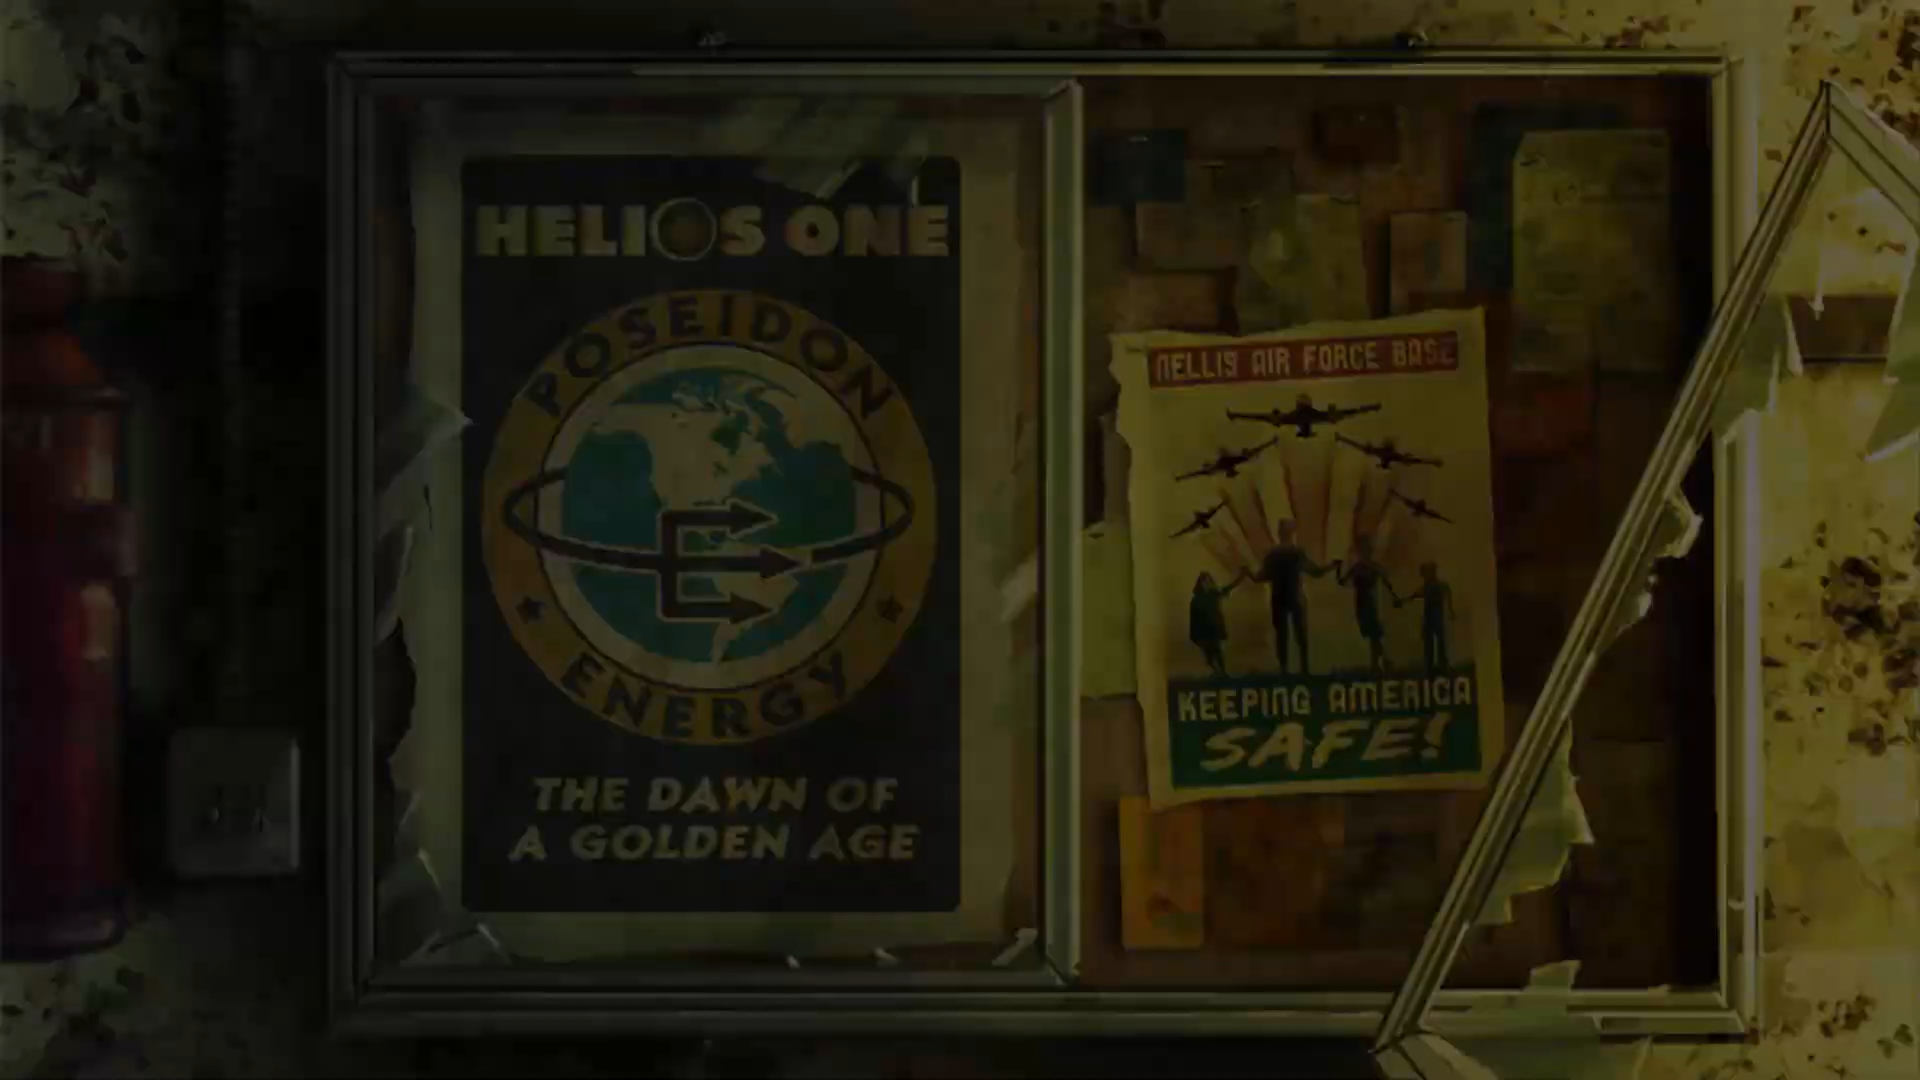 HELIOS ONE
POSEIDON
ENERGY
THE DAWN OF
A GOLDEN AGE
NELLIS AIR FORCE BASE
KEEPING AMERICA
SAFE!